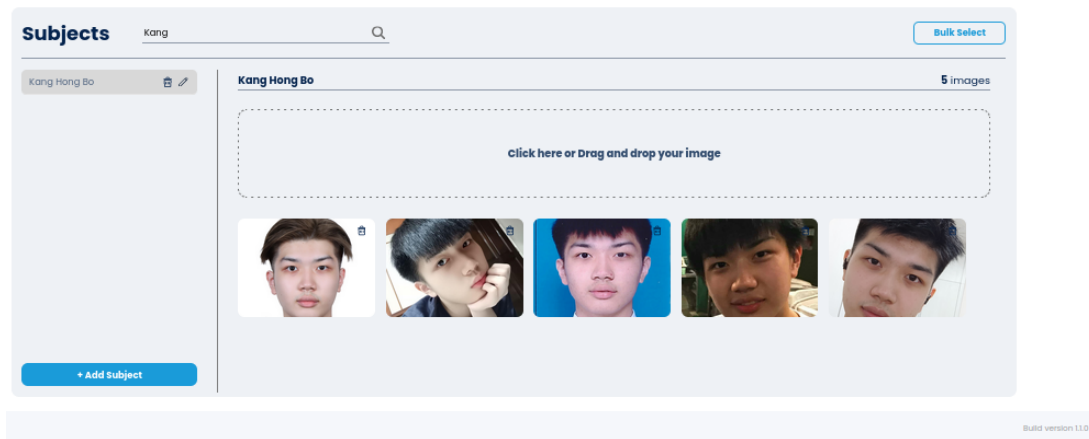 Subjects
Kang
Bulk Select
Kang Hong Bo
Kang Hong Bo
5 images
Click here or Drag and drop your image
+ Add Subject
Build version 1.1.0